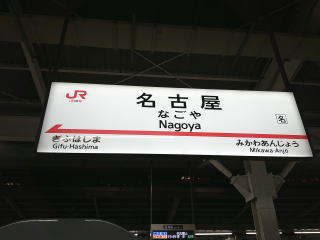 JR
名古屋
なごや
Nagoya
名
ぎふはしま
Gifu-Hashima
みかわあんじょう
Mikawa-Anjō